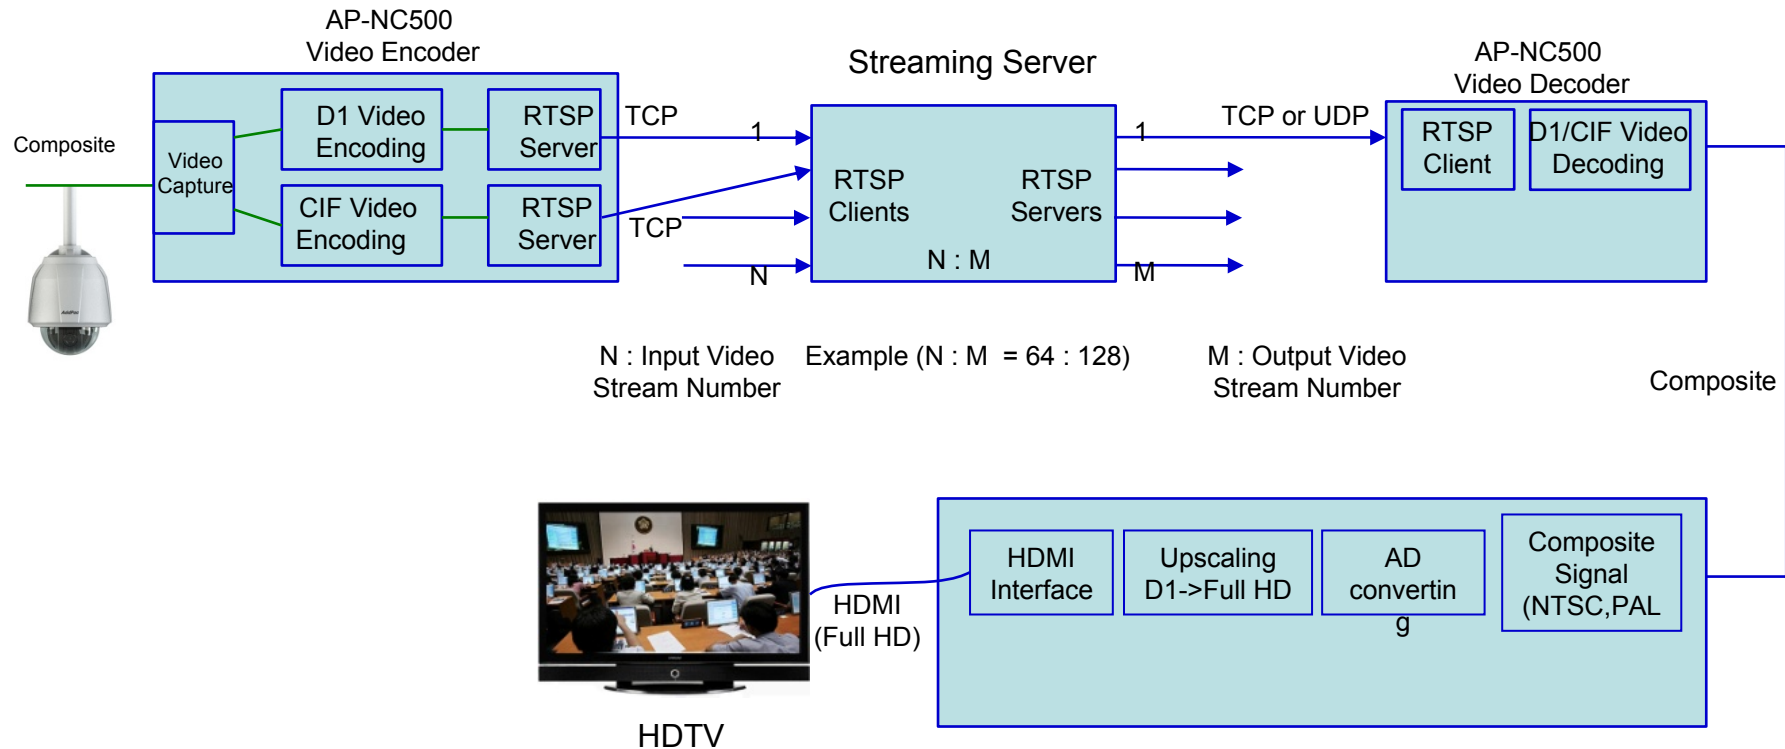 AP-NC500
Video Encoder
Streaming Server
AP-NC500
Video Decoder
Composite
Video
Capture
D1 Video
Encoding
RTSP
Server
TCP
1
CIF Video
Encoding
RTSP
Server
TCP
N
RTSP
Clients
RTSP
Servers
N : M
1
M
TCP or UDP
RTSP
Client
D1/CIF Video
Decoding
N : Input Video
Stream Number
Example (N : M = 64 : 128)
M : Output Video
Stream Number
Composite
HDMI
Interface
Upscaling
D1->Full HD
AD
convertin
g
Composite
Signal
(NTSC,PAL
HDMI
(Full HD)
HDTV